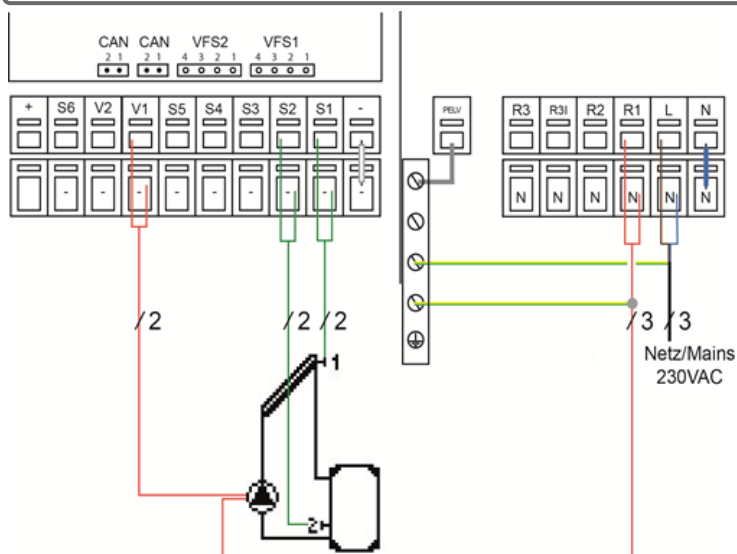 CAN CAN VFS2 VFS1
2 1 2 1 4 3 2 1 4 3 2 1
+ S6 V2 V1 S5 S4 S3 S2 S1 -
- - - - - - - -
PELV
R3 R3I R2 R1 L N
N N N N N N
2 2 2
3 3
Netz/Mains
230VAC
1
2